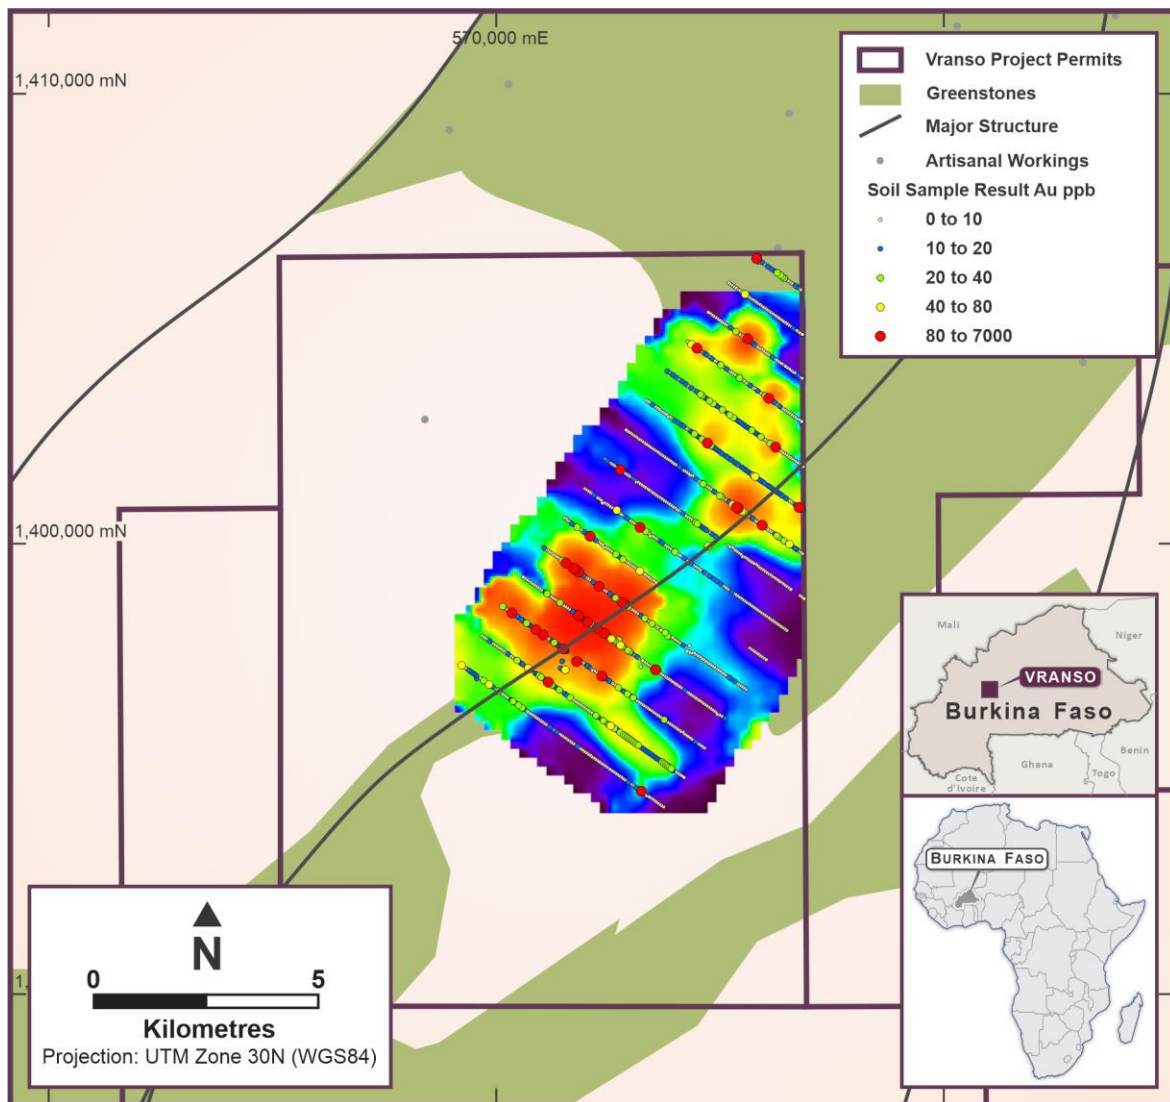 570,000 mE
1,410,000 mN
Vranso Project Permits
Greenstones
Major Structure
Artisanal Workings
Soil Sample Result Au ppb
0 to 10
10 to 20
20 to 40
40 to 80
80 to 7000
1,400,000 mN
Mali
Niger
VRANSO
Burkina Faso
Benin
Ghana
Togo
Cote
d'Ivoire
BURKINA FASO
N
0 5
Kilometres
Projection: UTM Zone 30N (WGS84)